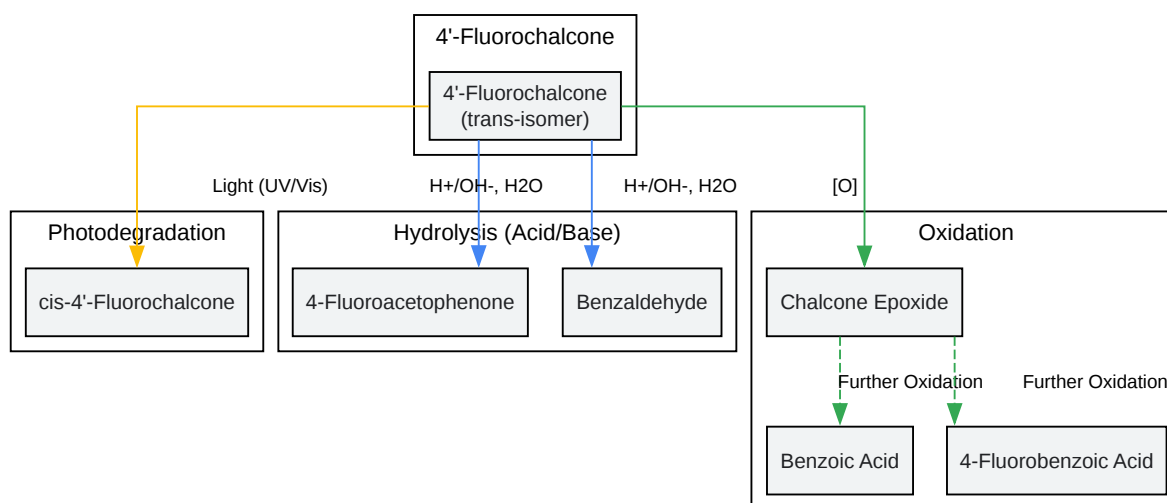 4'-Fluorochalcone
4'-Fluorochalcone
(trans-isomer)
Light (UV/Vis)
H+/OH-, H2O
H+/OH-, H2O
[O]
Photodegradation
cis-4'-Fluorochalcone
Hydrolysis (Acid/Base)
4-Fluoroacetophenone
Benzaldehyde
Oxidation
Chalcone Epoxide
Further Oxidation
Further Oxidation
Benzoic Acid
4-Fluorobenzoic Acid